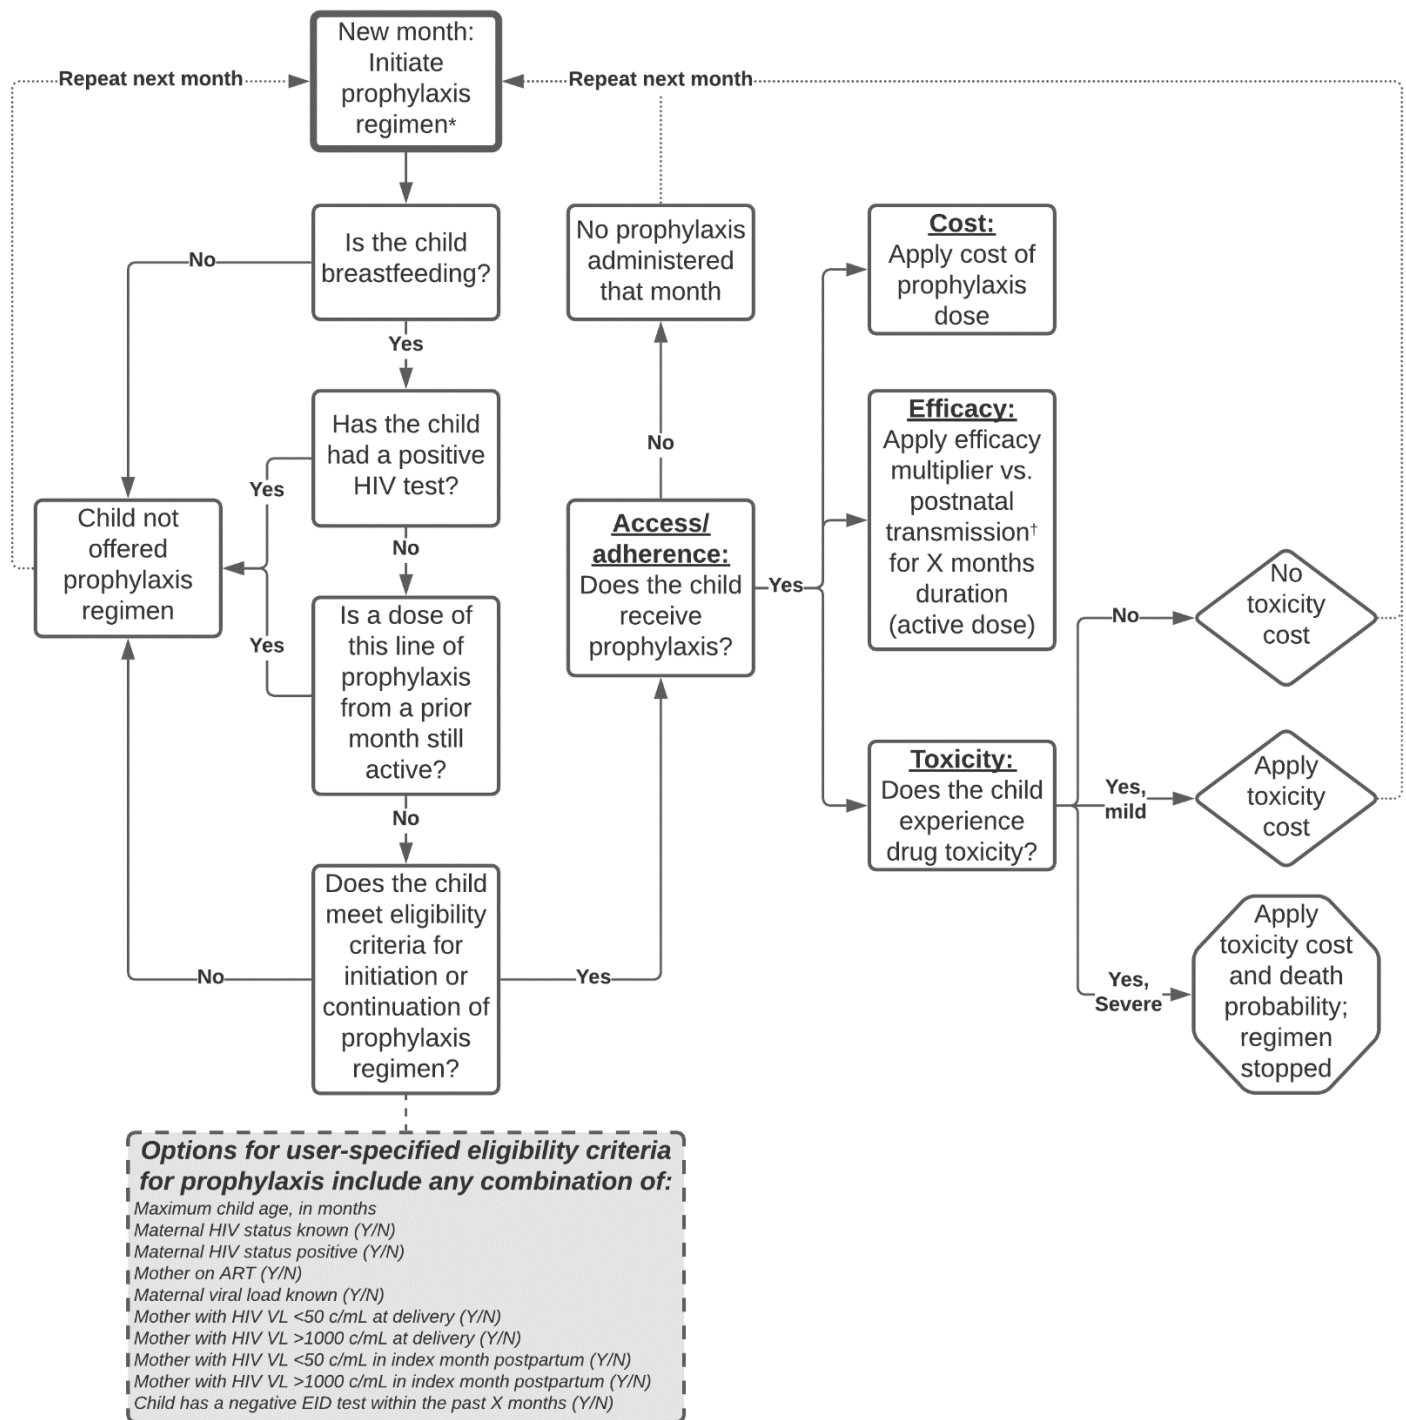 New month:
Initiate
prophylaxis
regimen*
Repeat next month
Repeat next month
Is the child
breastfeeding?
No
Yes
Has the child
had a positive
HIV test?
Yes
No
Child not
offered
prophylaxis
regimen
Is a dose of
this line of
prophylaxis
from a prior
month still
active?
Yes
No
Does the child
meet eligibility
criteria for
initiation or
continuation of
prophylaxis
regimen?
No
Yes
Options for user-specified eligibility criteria
for prophylaxis include any combination of:
Maximum child age, in months
Maternal HIV status known (Y/N)
Maternal HIV status positive (Y/N)
Mother on ART (Y/N)
Maternal viral load known (Y/N)
Mother with HIV VL <50 c/mL at delivery (Y/N)
Mother with HIV VL >1000 c/mL at delivery (Y/N)
Mother with HIV VL <50 c/mL in index month postpartum (Y/N)
Mother with HIV VL >1000 c/mL in index month postpartum (Y/N)
Child has a negative EID test within the past X months (Y/N)
No prophylaxis
administered
that month
No
Access/
adherence:
Does the child
receive
prophylaxis?
Yes
Cost:
Apply cost of
prophylaxis
dose
Efficacy:
Apply efficacy
multiplier vs.
postnatal
transmission†
for X months
duration
(active dose)
Toxicity:
Does the child
experience
drug toxicity?
No
No
toxicity
cost
Yes,
mild
Apply
toxicity
cost
Yes,
Severe
Apply
toxicity cost
and death
probability;
regimen
stopped